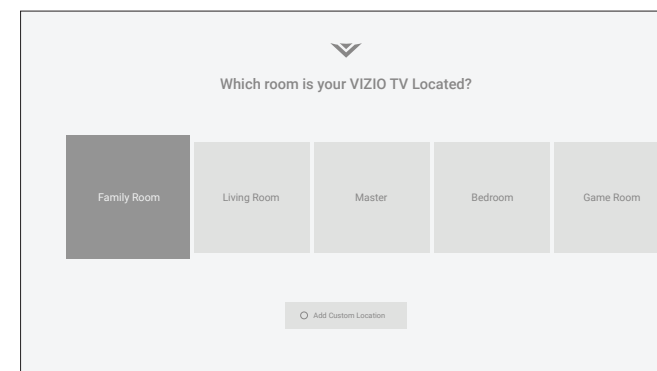 Which room is your VIZIO TV Located?
Family Room
Living Room
Master
Bedroom
Game Room
Add Custom Location